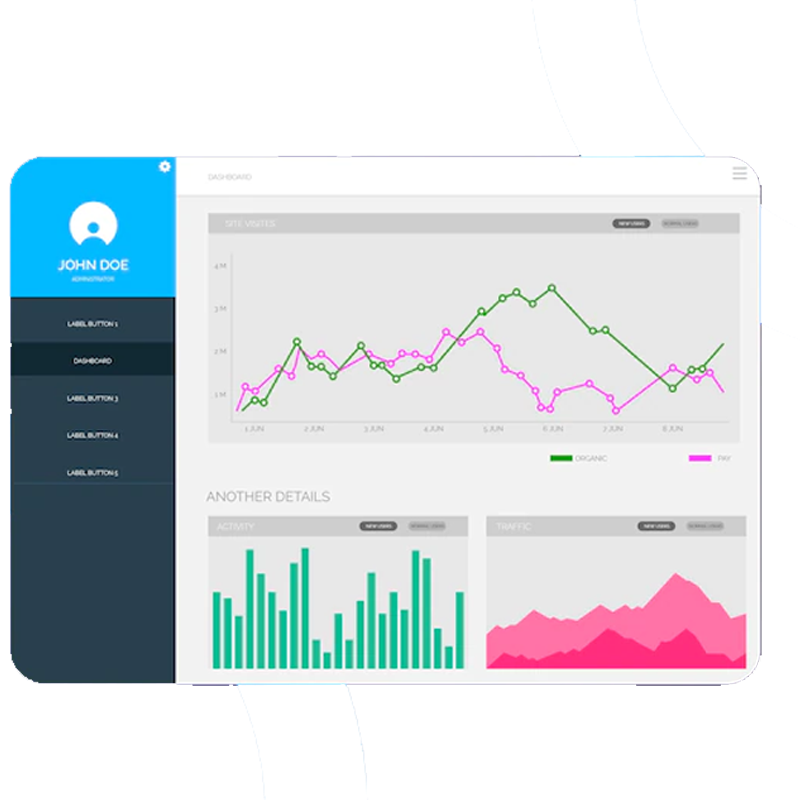 JOHN DOE
ADMINISTRATOR
LABEL BUTTON 1
DASHBOARD
LABEL BUTTON 3
LABEL BUTTON 4
LABEL BUTTON 5
DASHBOARD
SITE VISITES
NEW USERS
NORMAL USERS
4 M
3 M
2 M
1 M
1 JUN
2 JUN
3 JUN
4 JUN
5 JUN
6 JUN
7 JUN
8 JUN
ORGANIC
PAY
ANOTHER DETAILS
ACTIVITY
NEW USERS
NORMAL USERS
TRAFFIC
NEW USERS
NORMAL USERS